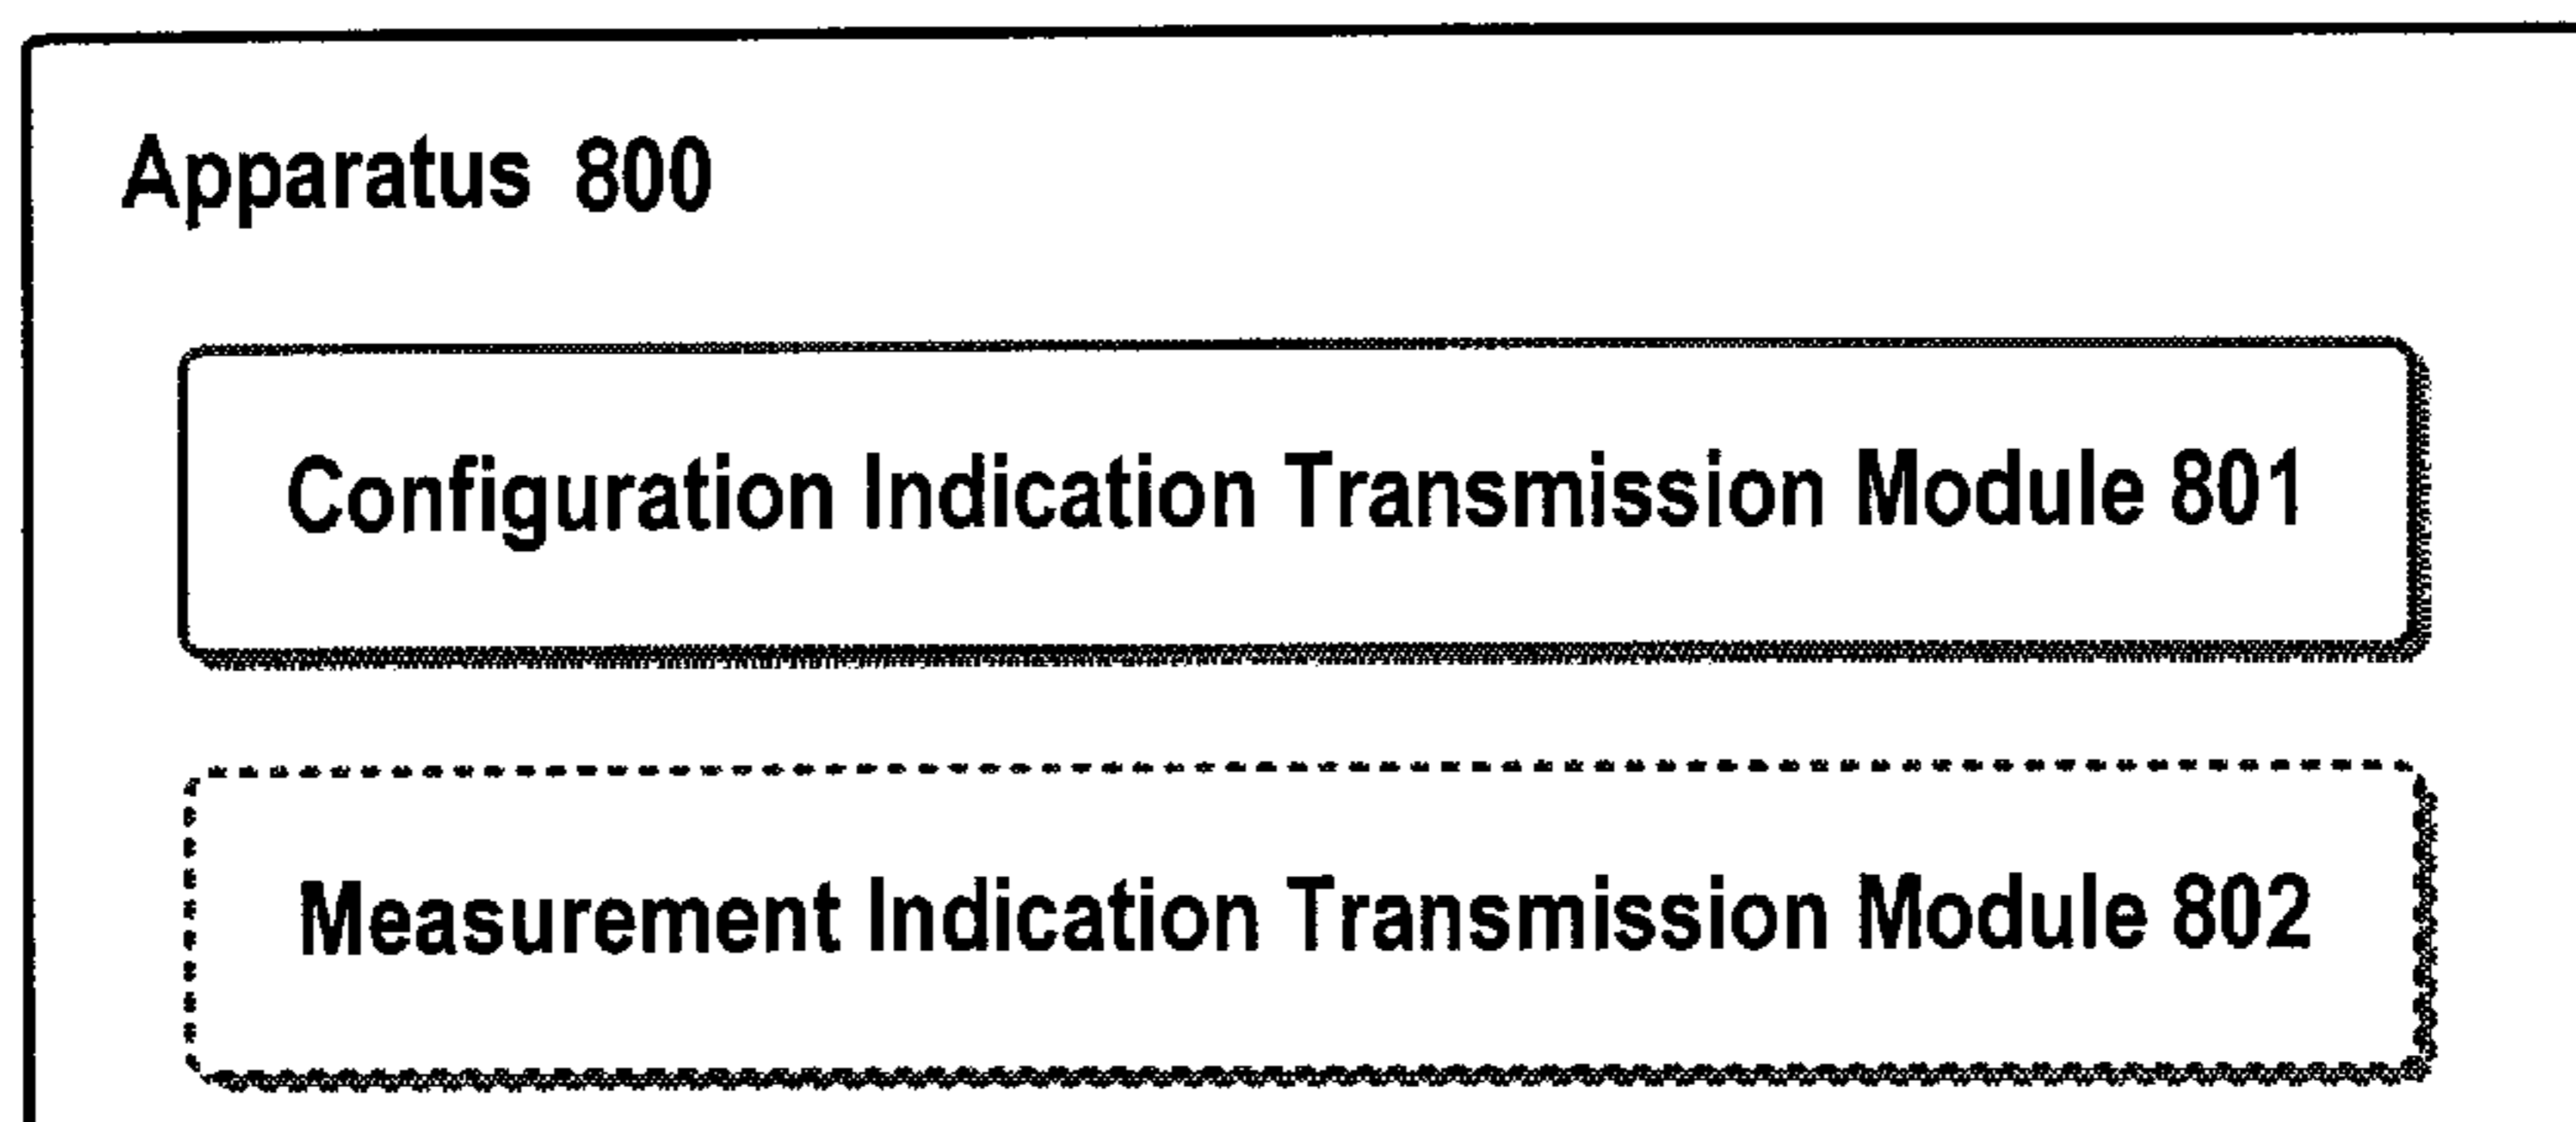 Apparatus 800
Configuration Indication Transmission Module 801
Measurement Indication Transmission Module 802